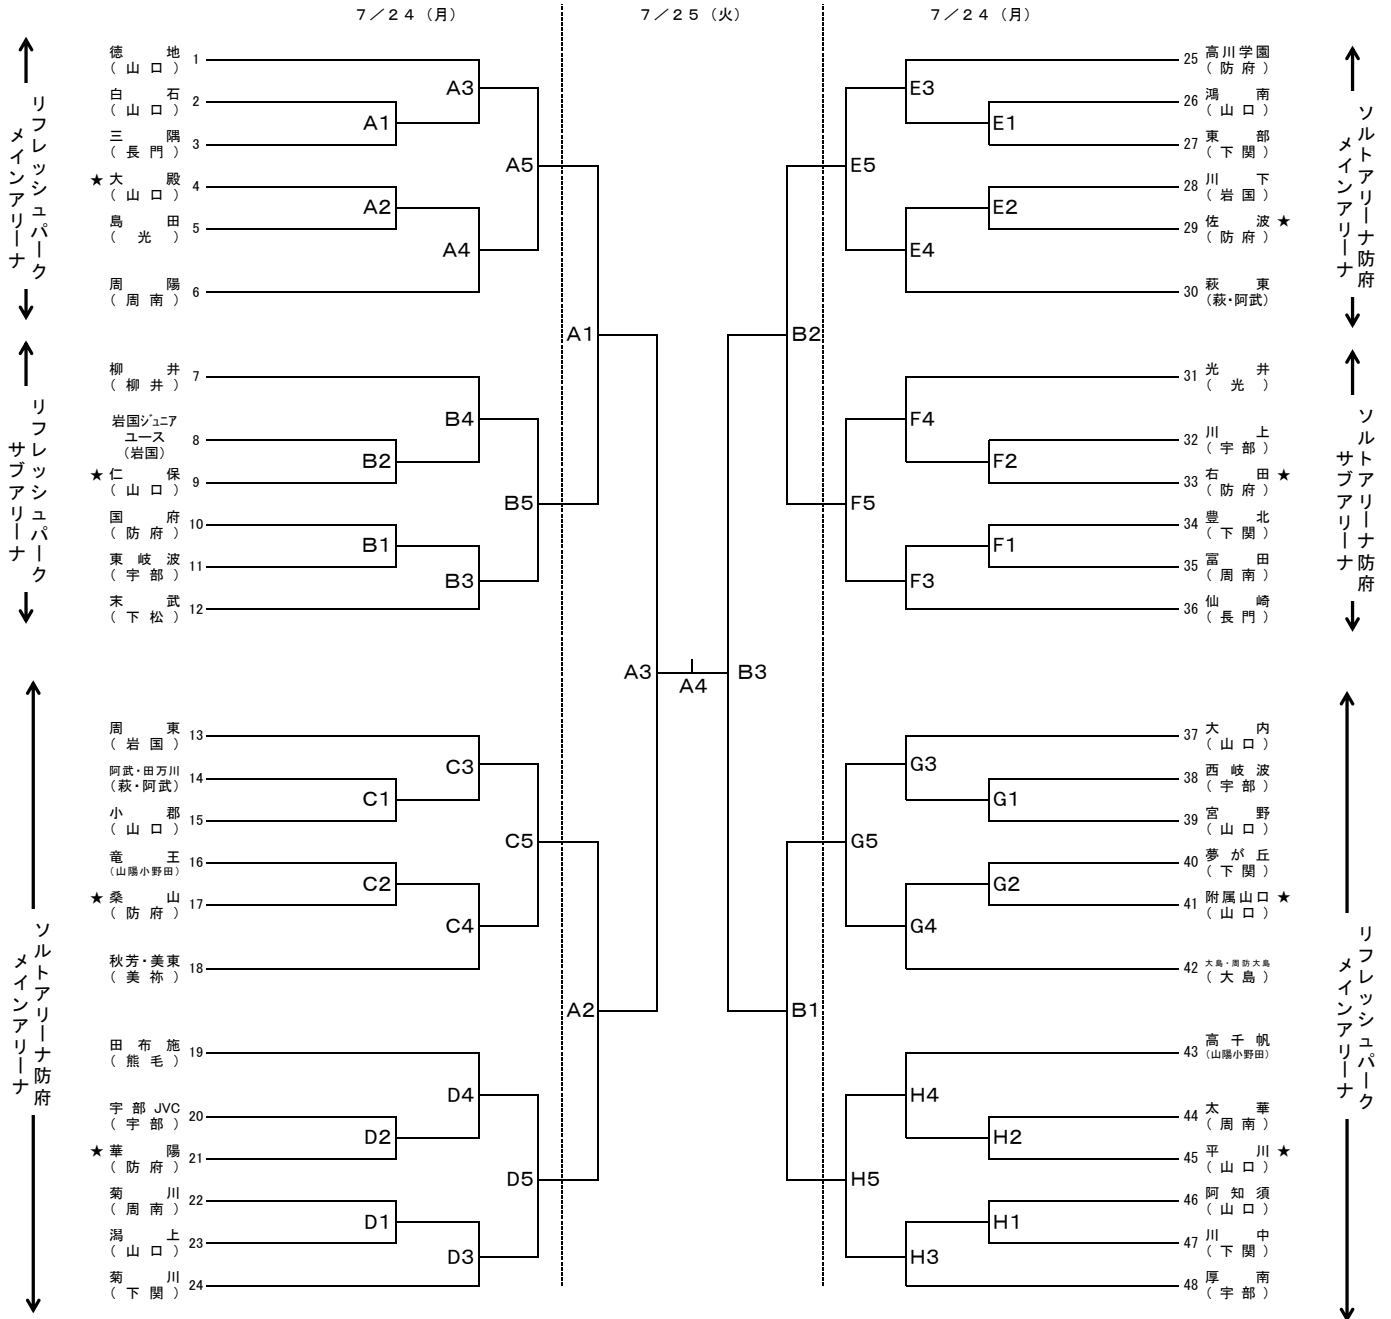 7／24（月）
7／25（火）
7／24（月）
リフレッシュパーク
メインアリーナ
リフレッシュパーク
サブアリーナ
ソルトアリーナ防府
メインアリーナ
徳地
（山口）
1
白石
（山口）
2
三隅
（長門）
3
★大殿
（山口）
4
島田
（光）
5
周陽
（周南）
6
柳井
（柳井）
7
岩国ジュニア
ユース
（岩国）
8
★仁保
（山口）
9
国府
（防府）
10
東岐波
（宇部）
11
末武
（下松）
12
周東
（岩国）
13
阿武・田万川
（萩・阿武）
14
小郡
（山口）
15
竜王
（山陽小野田）
16
★桑山
（防府）
17
秋芳・美東
（美祢）
18
田布施
（熊毛）
19
宇部JVC
（宇部）
20
★華陽
（防府）
21
菊川
（周南）
22
潟上
（山口）
23
菊川
（下関）
24
A3
A1
A5
A2
A4
A1
B4
B2
B5
B1
B3
A3
A4
B3
C3
C1
C5
C2
C4
A2
D4
D2
D5
D1
D3
E3
E1
E5
E2
E4
B2
F4
F2
F5
F1
F3
G3
G1
G5
G2
G4
B1
H4
H2
H5
H1
H3
25 高川学園
（防府）
26 鴻南
（山口）
27 東部
（下関）
28 川下
（岩国）
29 佐波★
（防府）
30 萩東
（萩・阿武）
31 光井
（光）
32 川上
（宇部）
33 右田★
（防府）
34 豊北
（下関）
35 富田
（周南）
36 仙崎
（長門）
37 大内
（山口）
38 西岐波
（宇部）
39 宮野
（山口）
40 夢が丘
（下関）
41 附属山口★
（山口）
42 大島・周防大島
（大島）
43 高千帆
（山陽小野田）
44 太華
（周南）
45 平川★
（山口）
46 阿知須
（山口）
47 川中
（下関）
48 厚南
（宇部）
ソルトアリーナ防府
メインアリーナ
ソルトアリーナ防府
サブアリーナ
リフレッシュパーク
メインアリーナ